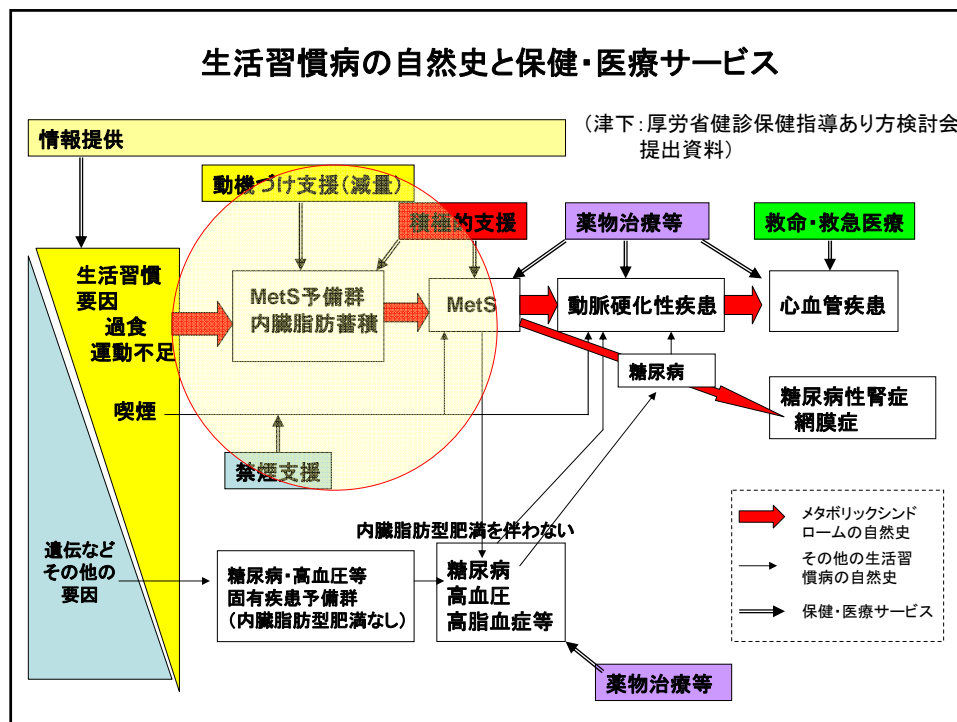 生活習慣病の自然史と保健・医療サービス
(津下:厚労省健診保健指導あり方検討会
提出資料)
情報提供
動機づけ支援(減量)
積極的支援
薬物治療等
救命・救急医療
生活習慣
要因
過食
運動不足
MetS予備群
内臓脂肪蓄積
MetS
動脈硬化性疾患
心血管疾患
糖尿病
糖尿病性腎症
網膜症
喫煙
禁煙支援
内臓脂肪型肥満を伴わない
遺伝など
その他の
要因
糖尿病・高血圧等
固有疾患予備群
(内臓脂肪型肥満なし)
糖尿病
高血圧
高脂血症等
薬物治療等
メタボリックシンド
ロームの自然史
その他の生活習
慣病の自然史
保健・医療サービス